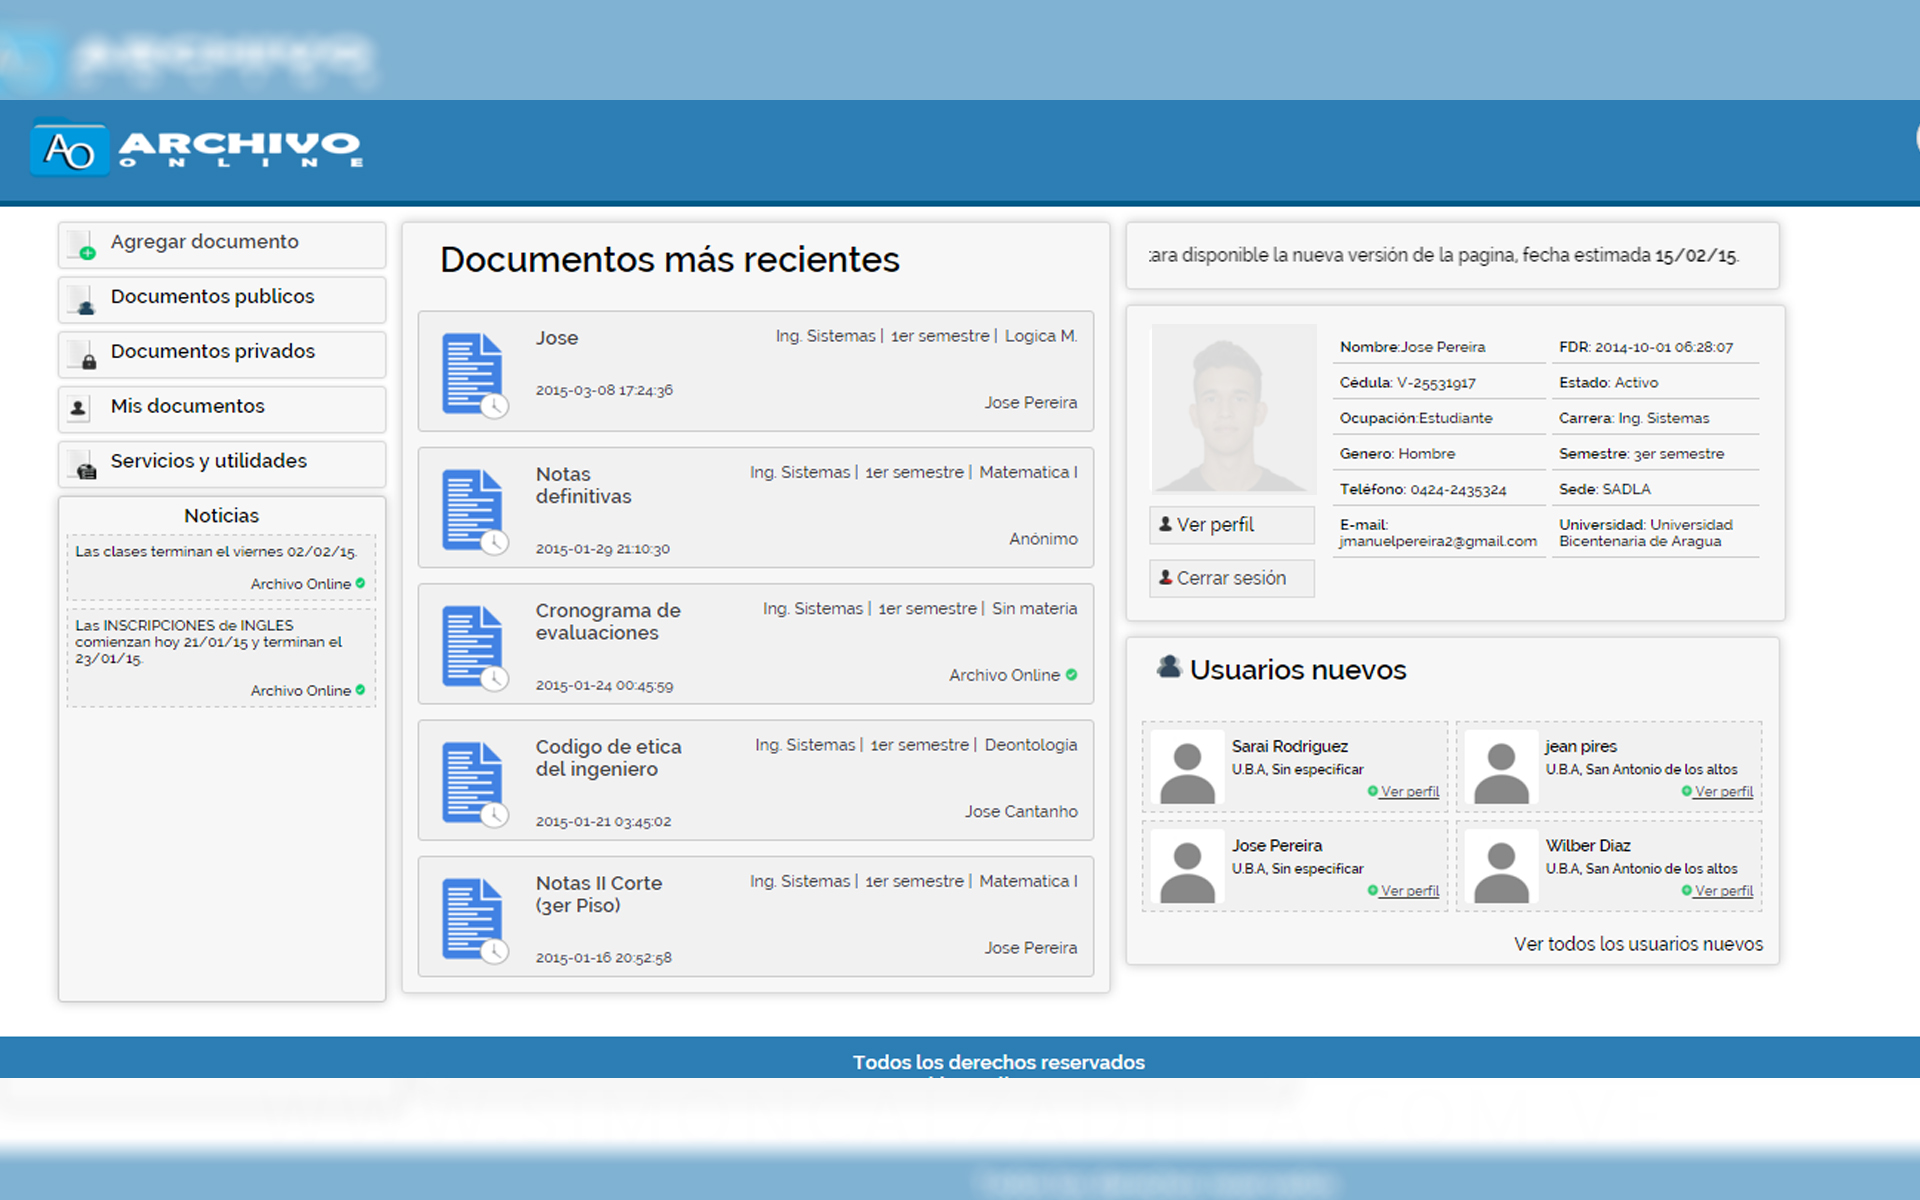 AO ARCHIVO
ONLINE
Agregar documento
Documentos publicos
Documentos privados
Mis documentos
Servicios y utilidades
Noticias
Las clases terminan el viernes 02/02/15.
Archivo Online
Las INSCRIPCIONES de INGLES
comienzan hoy 21/01/15 y terminan el
23/01/15.
Archivo Online
Documentos más recientes
Jose
Ing. Sistemas | 1er semestre | Logica M.
2015-03-08 17:24:36
Jose Pereira
Notas
definitivas
Ing. Sistemas | 1er semestre | Matematica I
2015-01-29 21:10:30
Anónimo
Cronograma de
evaluaciones
Ing. Sistemas | 1er semestre | Sin materia
2015-01-24 00:45:59
Archivo Online
Codigo de etica
del ingeniero
Ing. Sistemas | 1er semestre | Deontologia
2015-01-21 03:45:02
Jose Cantanho
Notas II Corte
(3er Piso)
Ing. Sistemas | 1er semestre | Matematica I
2015-01-16 20:52:58
Jose Pereira
disponible la nueva versión de la pagina, fecha estimada 15/02/15.
Nombre:Jose Pereira
Cédula: V-25531917
Ocupación:Estudiante
Genero: Hombre
Teléfono: 0424-2435324
E-mail:
jmanuelpereira2@gmail.com
FDR: 2014-10-01 06:28:07
Estado: Activo
Carrera: Ing. Sistemas
Semestre: 3er semestre
Sede: SADLA
Universidad: Universidad
Bicentenaria de Aragua
Ver perfil
Cerrar sesión
Usuarios nuevos
Sarai Rodriguez
U.B.A, Sin especificar
Ver perfil
jean pires
U.B.A, San Antonio de los altos
Ver perfil
Jose Pereira
U.B.A, Sin especificar
Ver perfil
Wilber Diaz
U.B.A, San Antonio de los altos
Ver perfil
Ver todos los usuarios nuevos
Todos los derechos reservados